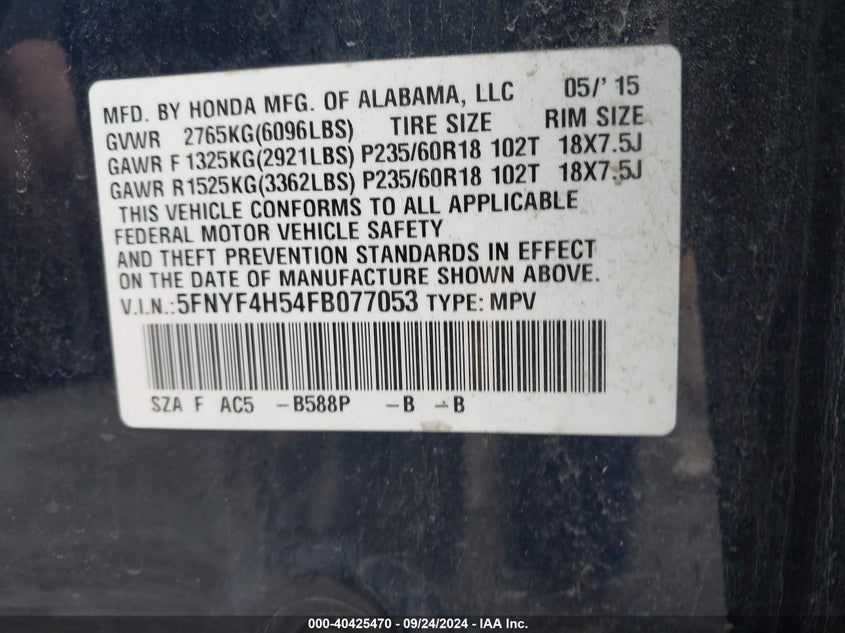 MFD. BY HONDA MFG. OF ALABAMA, LLC 05/' 15
GVWR 2765KG(6096LBS) TIRE SIZE RIM SIZE
GAWR F 1325KG(2921LBS) P235/60R18 102T 18X7.5J
GAWR R1525KG(3362LBS) P235/60R18 102T 18X7.5J
THIS VEHICLE CONFORMS TO ALL APPLICABLE
FEDERAL MOTOR VEHICLE SAFETY
AND THEFT PREVENTION STANDARDS IN EFFECT
ON THE DATE OF MANUFACTURE SHOWN ABOVE.
V.I.N.:5FNYF4H54FB077053 TYPE: MPV
SZA F AC5 -B588P -B -B
000-40425470 - 09/24/2024 - IAA Inc.